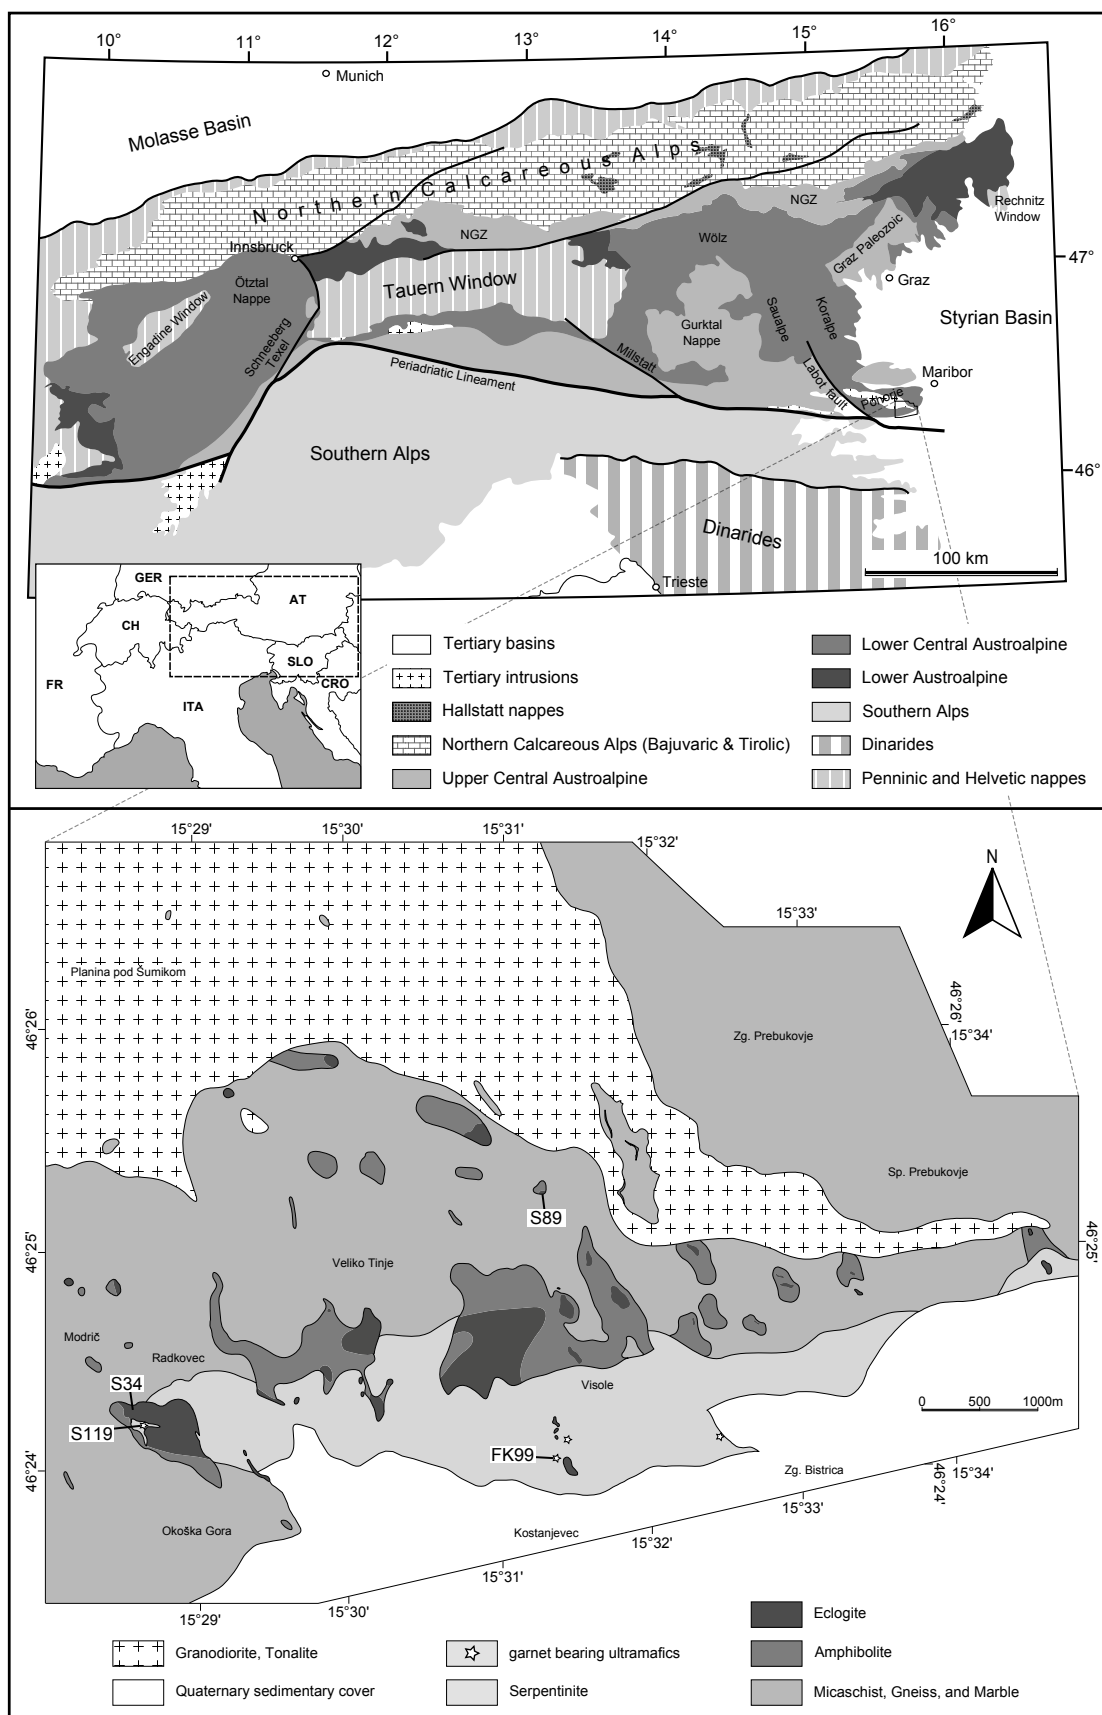 10°
11°
12°
13°
14°
15°
16°
Munich
Molasse Basin
Northern Calcareous Alps
Rechnitz
Window
NGZ
NGZ
Wölz
Graz Paleozoic
Innsbruck
47°
Ötztal
Nappe
Tauern Window
Graz
Engadine Window
Schneeberg
Texel
Gurktal
Nappe
Saualpe
Koralpe
Styrian Basin
Millstatt
Periadriatic Lineament
Labot fault
Maribor
Pohorje
Southern Alps
46°
Dinarides
100 km
Trieste
GER
AT
CH
SLO
FR
CRO
ITA
Tertiary basins
Tertiary intrusions
Hallstatt nappes
Northern Calcareous Alps (Bajuvaric & Tirolic)
Upper Central Austroalpine
Lower Central Austroalpine
Lower Austroalpine
Southern Alps
Dinarides
Penninic and Helvetic nappes
15°29'
15°30'
15°31'
15°32'
15°33'
N
Planina pod Šumikom
46°26'
46°26'
15°34'
Zg. Prebukovje
Sp. Prebukovje
S89
46°25'
46°25'
Veliko Tinje
Modrič
Radkovec
Visole
S34
S119
FK99
0 500 1000m
46°24'
46°24'
15°34'
Zg. Bistrica
15°33'
Okoška Gora
Kostanjevec
15°32'
15°31'
15°30'
15°29'
Granodiorite, Tonalite
Quaternary sedimentary cover
garnet bearing ultramafics
Serpentinite
Eclogite
Amphibolite
Micaschist, Gneiss, and Marble